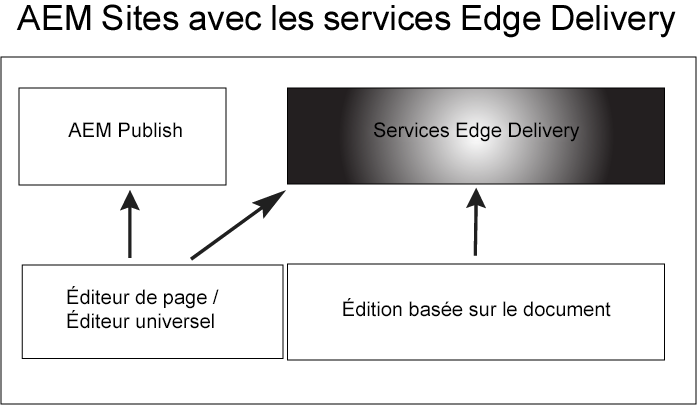 AEM Sites avec les services Edge Delivery
AEM Publish
Services Edge Delivery
Éditeur de page /
Éditeur universel
Édition basée sur le document